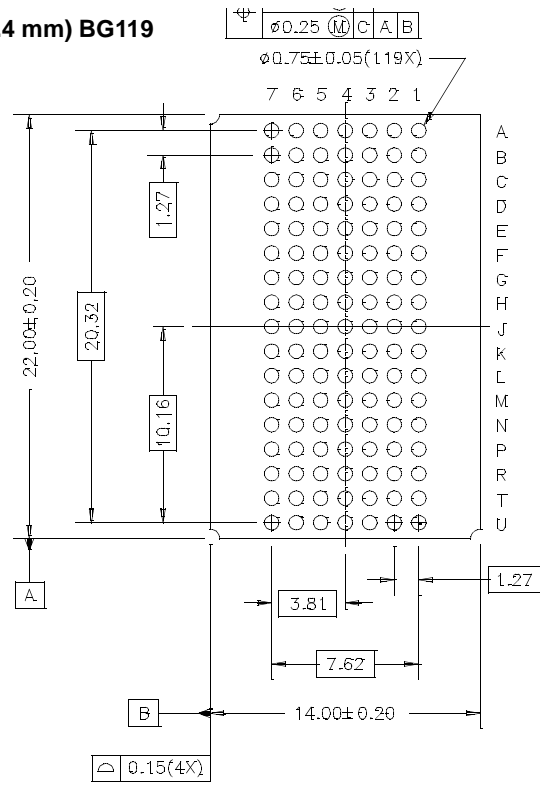 .4 mm) BG119
ø0.25 Ⓜ C A B
ø0.75±0.05(119X)
7 6 5 4 3 2 1
A
B
C
D
E
F
G
H
J
K
L
M
N
P
R
T
U
1.27
20.32
22.00±0.20
10.16
A
1.27
3.81
7.62
B
14.00±0.20
0.15(4X)